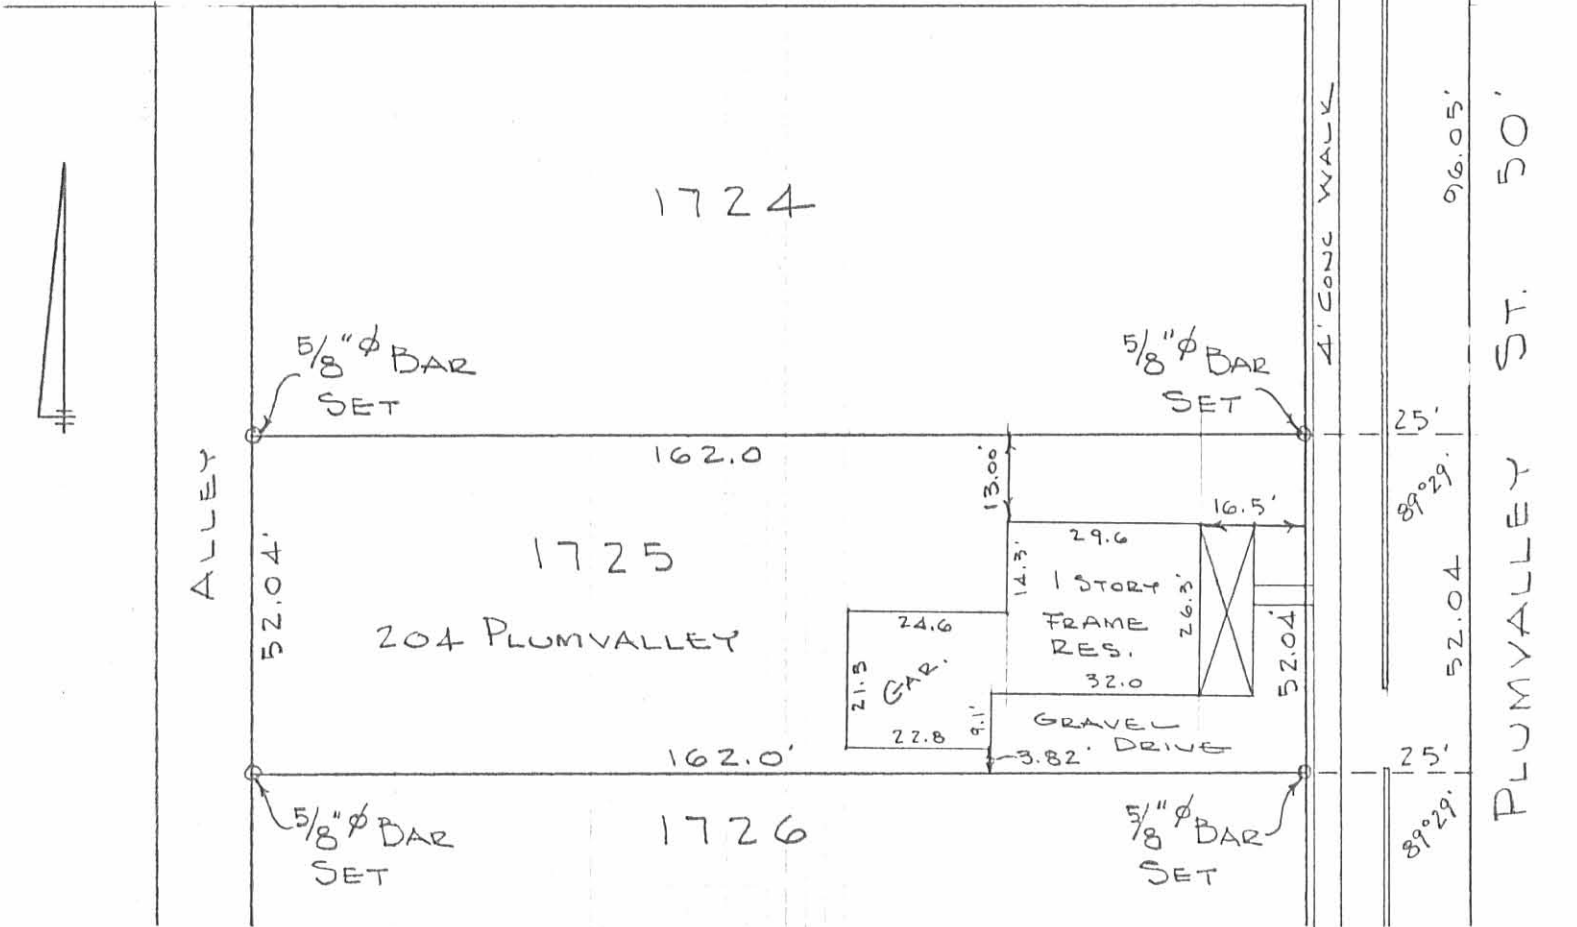 1724
4' CONC WALK
96.05'
PLUMVALLEY ST. 50'
5/8" ϕ BAR
SET
5/8" ϕ BAR
SET
25'
162.0
13.00'
89°29'
ALLEY
16.5'
29.6
52.04'
1725
14.3'
1 STORY
FRAME
RES.
26.3'
52.04
204 PLUMVALLEY
24.6
GAR.
21.3
32.0
52.04'
9.1'
GRAVEL
DRIVE
22.8
3.82'
162.0'
25'
5/8" ϕ BAR
SET
1726
5/8" ϕ BAR
SET
89°29'